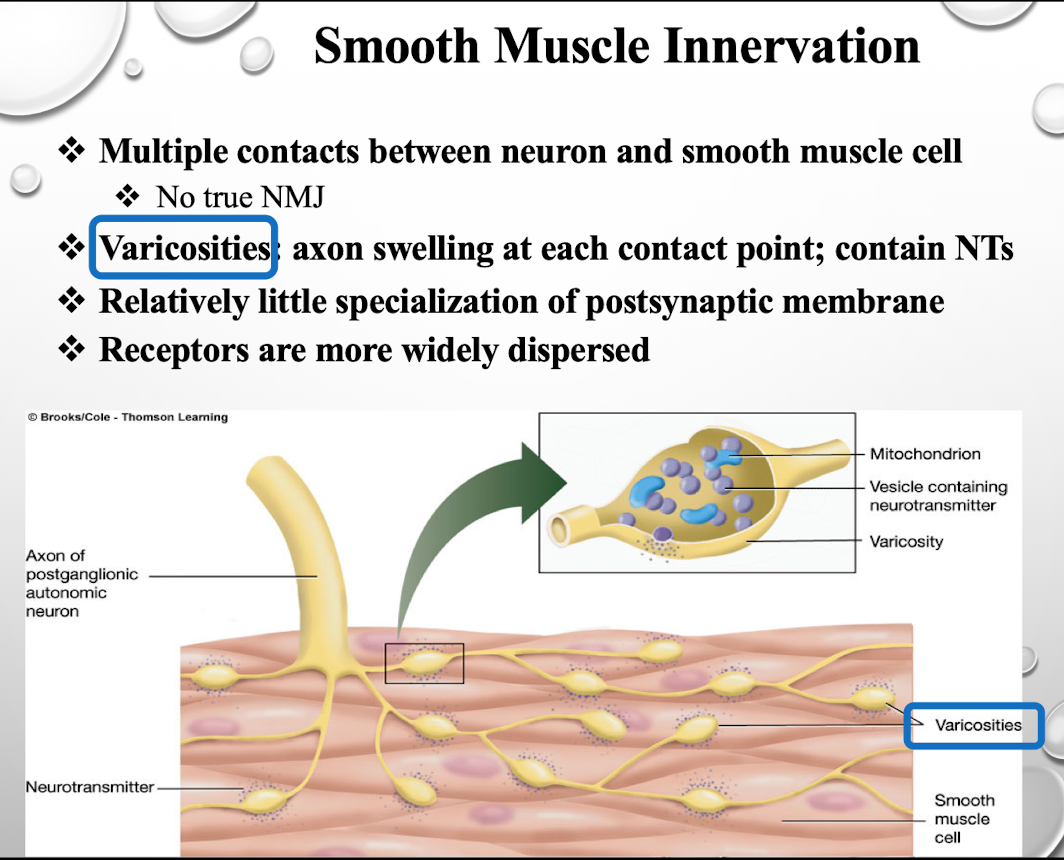 Smooth Muscle Innervation
❖ Multiple contacts between neuron and smooth muscle cell
❖ No true NMJ
❖ Varicosities: axon swelling at each contact point; contain NTs
❖ Relatively little specialization of postsynaptic membrane
❖ Receptors are more widely dispersed
© Brooks/Cole - Thomson Learning
Mitochondrion
Vesicle containing
neurotransmitter
Varicosity
Axon of
postganglionic
autonomic
neuron
Varicosities
Neurotransmitter
Smooth
muscle
cell